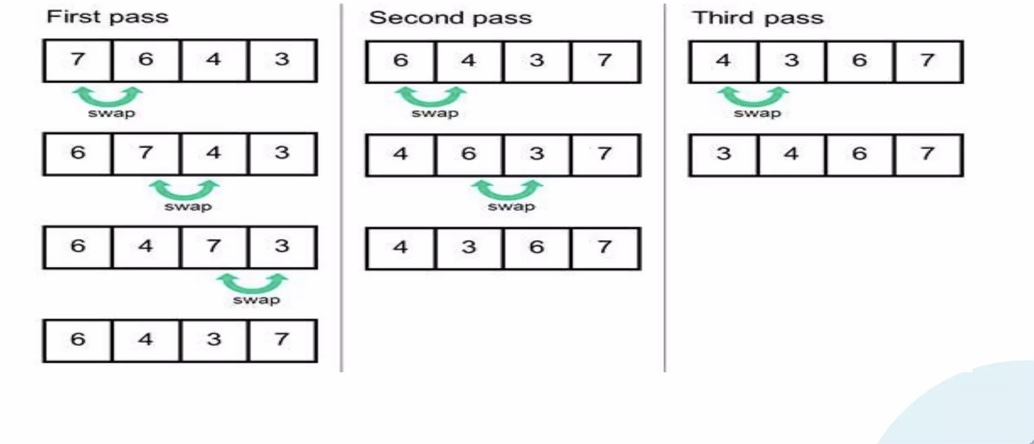 First pass
7 6 4 3
swap
6 7 4 3
swap
6 4 7 3
swap
6 4 3 7
Second pass
6 4 3 7
swap
4 6 3 7
swap
4 3 6 7
Third pass
4 3 6 7
swap
3 4 6 7